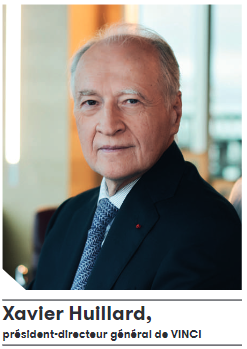 Xavier Huillard,
président-directeur général de VINCI